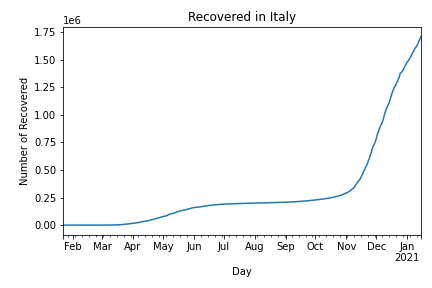 Recovered in Italy
1e6
1.75
1.50
1.25
1.00
0.75
0.50
0.25
0.00
Number of Recovered
Feb Mar Apr May Jun Jul Aug Sep Oct Nov Dec Jan
2021
Day